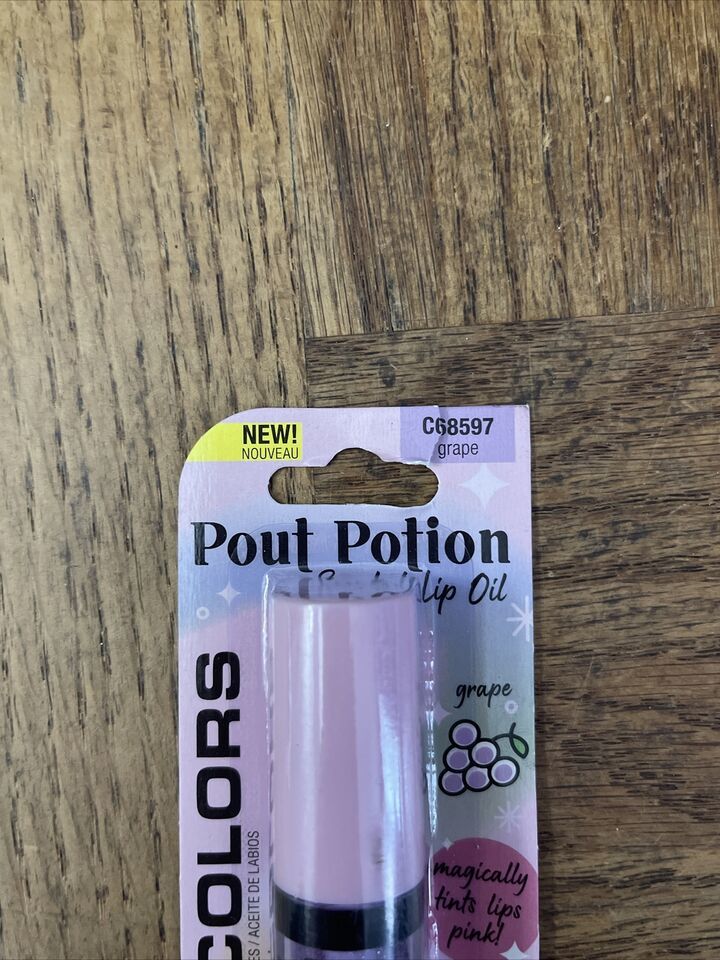 NEW!
NOUVEAU
C68597
grape
Pout Potion
Lip Oil
grape
COLORS
/ ACEITE DE LABIOS
magically
tints lips
pink!